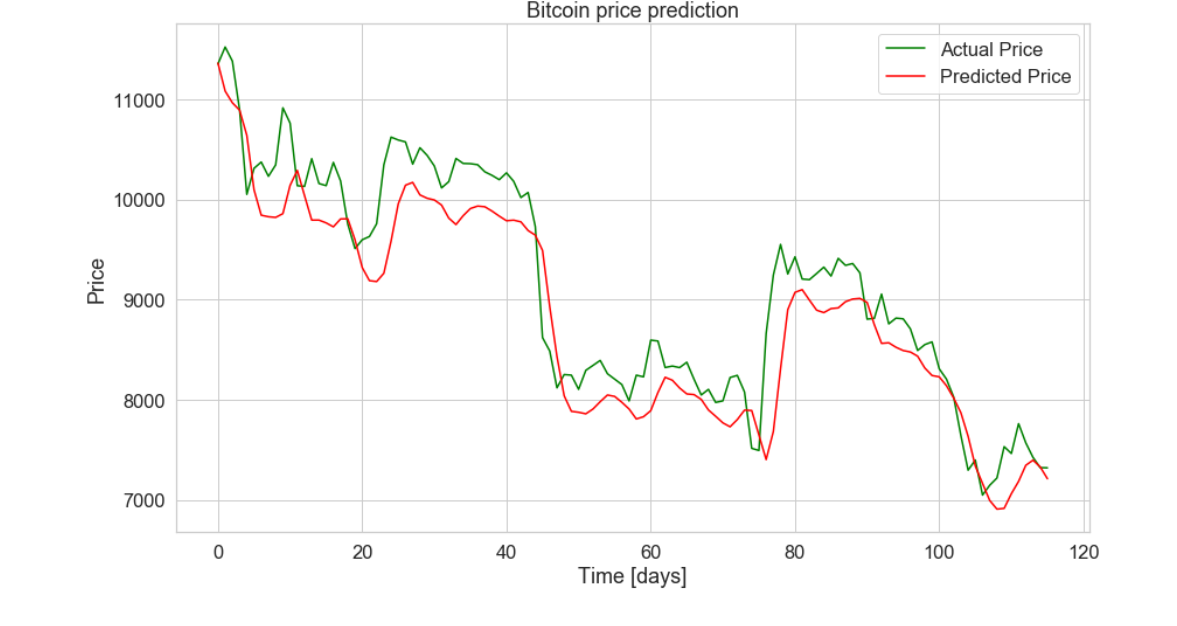 Bitcoin price prediction
Actual Price
Predicted Price
11000
10000
9000
8000
7000
Price
0 20 40 60 80 100 120
Time [days]